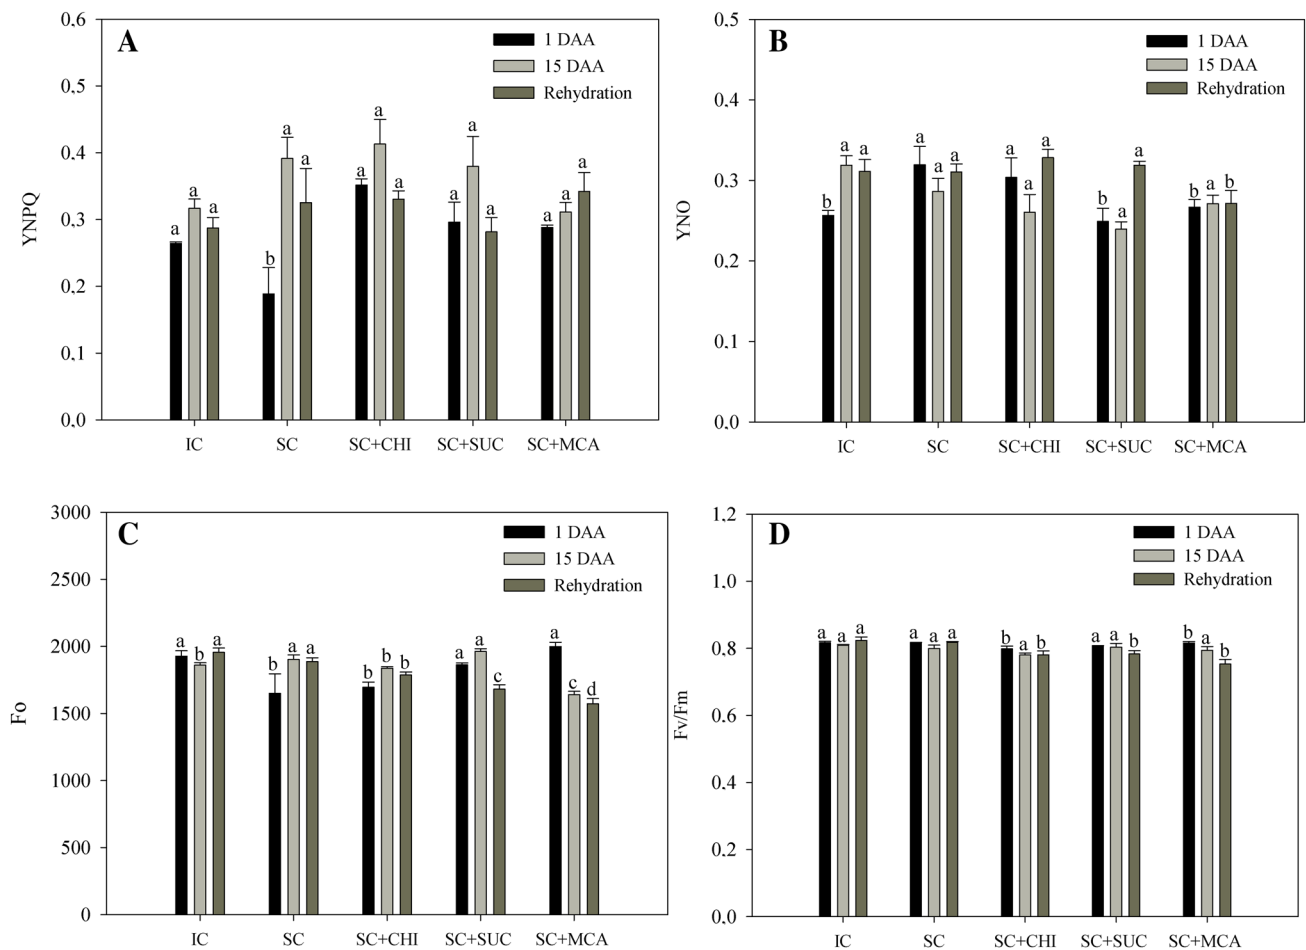 A
0,6
0,5
0,4
0,3
0,2
0,1
0,0
YNPQ
1 DAA
15 DAA
Rehydration
a a a
b a a
a a a
a a a
a a a
IC SC SC+CHI SC+SUC SC+MCA
B
0,5
0,4
0,3
0,2
0,1
0,0
YNO
1 DAA
15 DAA
Rehydration
b a a
a a a
a a a
b a a
b a b
IC SC SC+CHI SC+SUC SC+MCA
C
3000
2500
2000
1500
1000
500
0
Fo
1 DAA
15 DAA
Rehydration
a b a
b a a
b b b
a a c
a c d
IC SC SC+CHI SC+SUC SC+MCA
D
1,2
1,0
0,8
0,6
0,4
0,2
0,0
Fv/Fm
1 DAA
15 DAA
Rehydration
a a a
a a a
b a b
a a b
b a b
IC SC SC+CHI SC+SUC SC+MCA